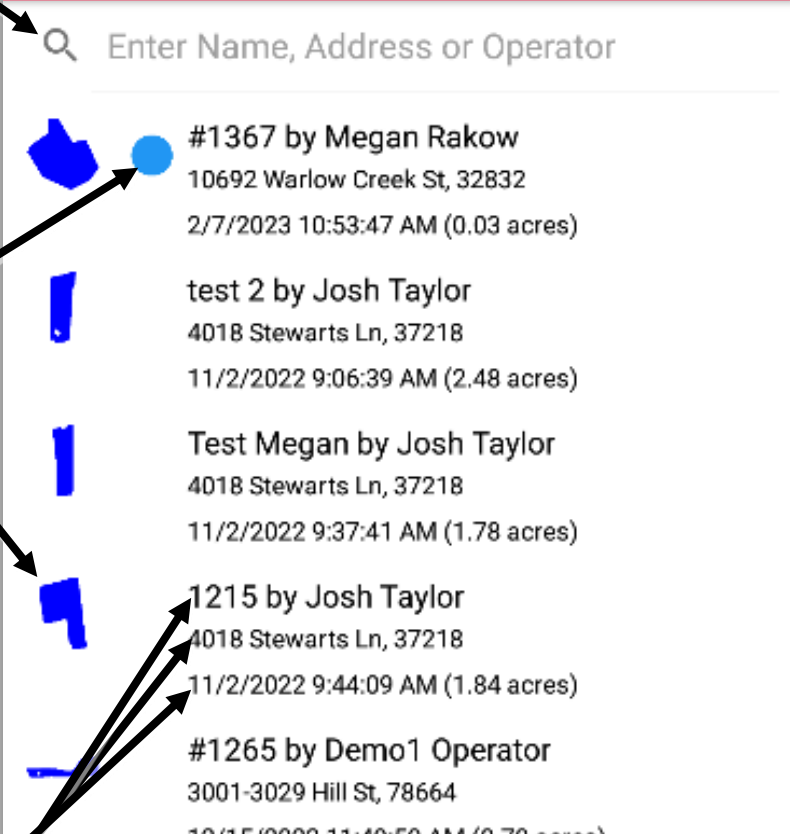 Enter Name, Address or Operator
#1367 by Megan Rakow
10692 Warlow Creek St, 32832
2/7/2023 10:53:47 AM (0.03 acres)
test 2 by Josh Taylor
4018 Stewarts Ln, 37218
11/2/2022 9:06:39 AM (2.48 acres)
Test Megan by Josh Taylor
4018 Stewarts Ln, 37218
11/2/2022 9:37:41 AM (1.78 acres)
1215 by Josh Taylor
4018 Stewarts Ln, 37218
11/2/2022 9:44:09 AM (1.84 acres)
#1265 by Demo1 Operator
3001-3029 Hill St, 78664